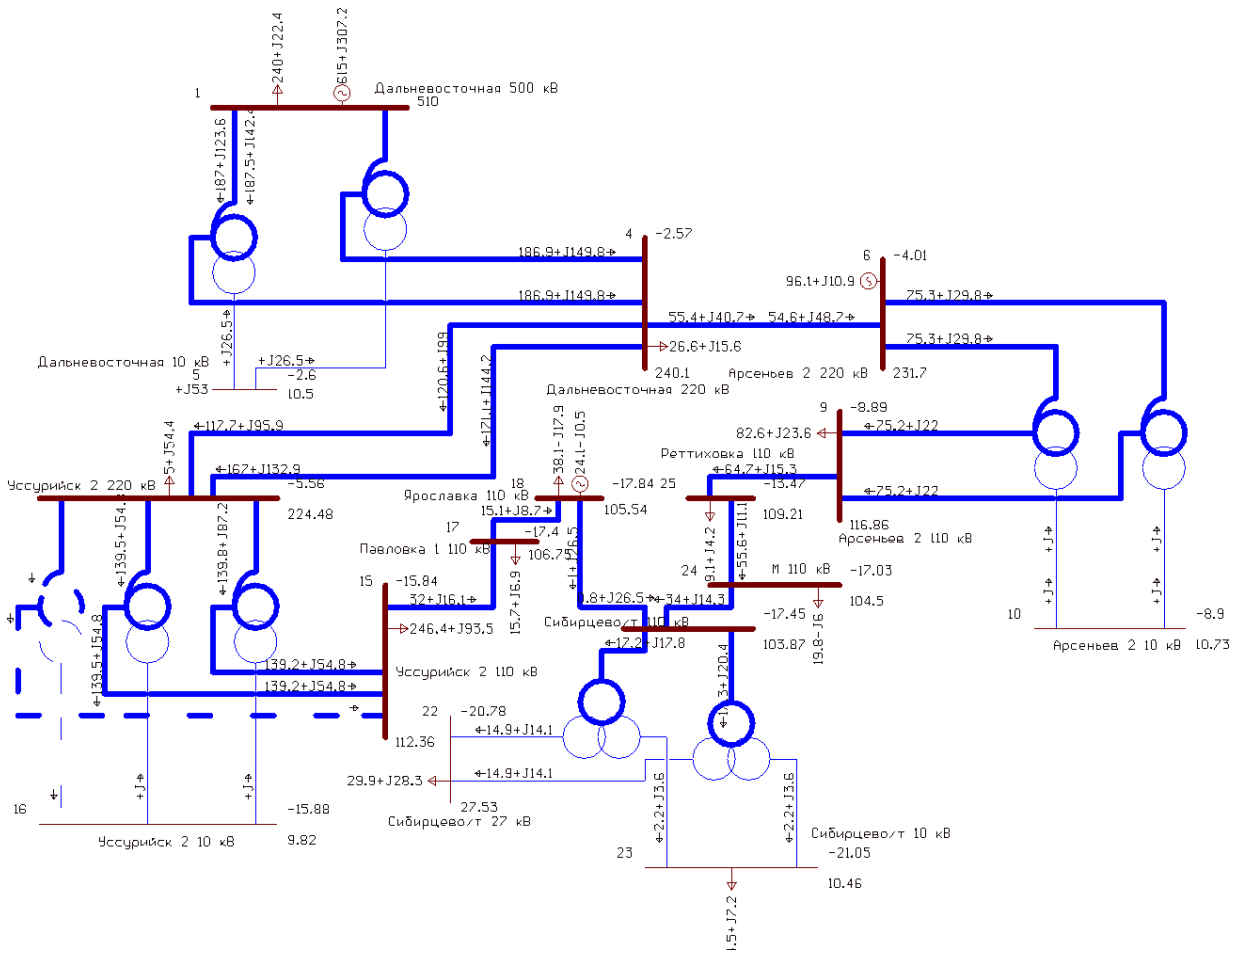 240+J22.4
615+J307.2
1
Дальневосточная 500 кВ
510
187+J123.6
187.5+J142.4
4
-2.57
6
-4.01
186.9+J149.8
96.1+J10.9
75.3+J29.8
186.9+J149.8
55.4+J40.7
54.6+J48.7
+J26.5
120.6+J99
75.3+J29.8
26.6+J15.6
Дальневосточная 10 кВ
+J26.5
171.1+J144.2
240.1
Арсеньев 2 220 кВ
231.7
5
-2.6
+J53
10.5
Дальневосточная 220 кВ
9
-8.89
117.7+J95.9
5+J54.4
38.1-J17.9
24.1-J0.5
82.6+J23.6
75.2+J22
Реттиховка 110 кВ
167+J132.9
64.7+J15.3
-5.56
18
-17.84
25
-13.47
Уссурийск 2 220 кВ
Ярославка 110 кВ
75.2+J22
224.48
15.1+J8.7
105.54
109.21
116.86
17
-17.4
Арсеньев 2 110 кВ
Павловка 1 110 кВ
106.75
139.5+J54.8
139.8+J87.2
9.1+J4.2
55.6+J11.1
15
-15.84
24
М 110 кВ
-17.03
32+J16.1
15.7+J6.9
0.8+J26.5
34+J14.3
104.5
-17.45
10
-8.9
246.4+J93.5
Сибирцево/т 110 кВ
19.8-J6
17.2+J17.8
103.87
Арсеньев 2 10 кВ
10.73
139.5+J54.8
139.2+J54.8
Уссурийск 2 110 кВ
139.2+J54.8
22
-20.78
112.36
14.9+J14.1
14.9+J14.1
29.9+J28.3
+J
+J
+J
+J
+J
+J
2.2+J3.6
2.2+J3.6
16
-15.88
27.53
Сибирцево/т 27 кВ
Уссурийск 2 10 кВ
9.82
Сибирцево/т 10 кВ
23
-21.05
10.46